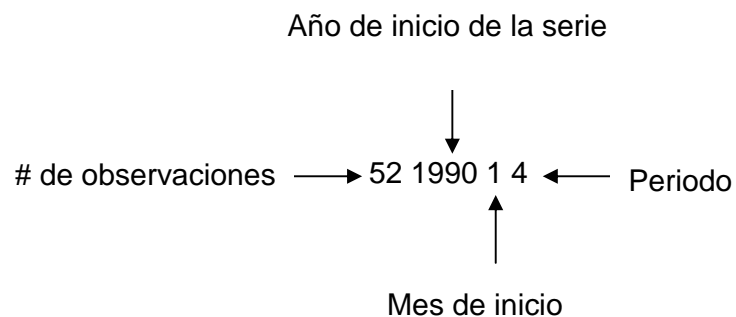 Año de inicio de la serie
# de observaciones
52 1990 1 4
Periodo
Mes de inicio